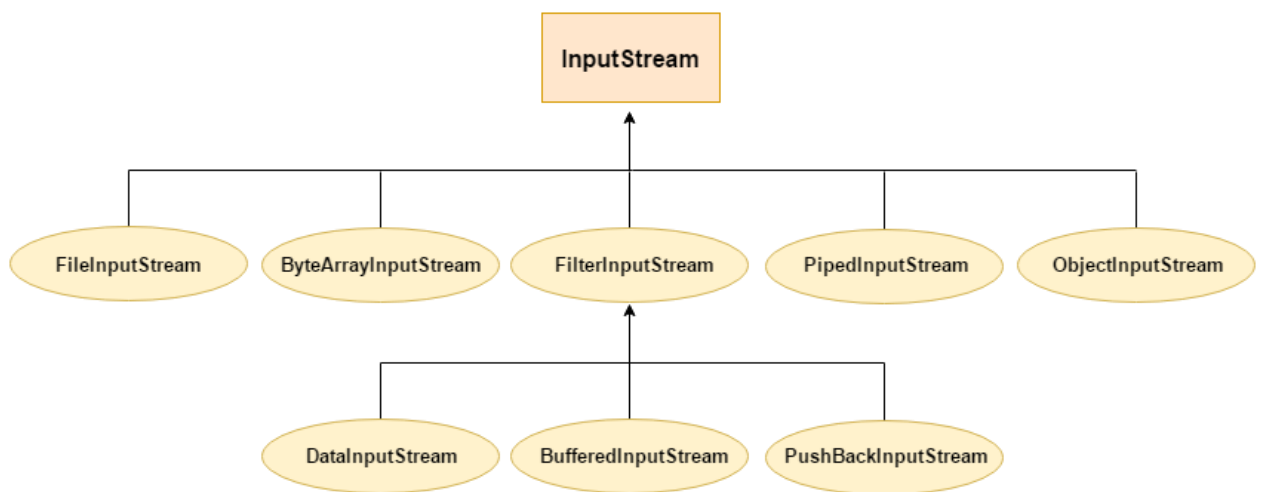 InputStream
FileInputStream
ByteArrayInputStream
FilterInputStream
PipedInputStream
ObjectInputStream
DataInputStream
BufferedInputStream
PushBackInputStream